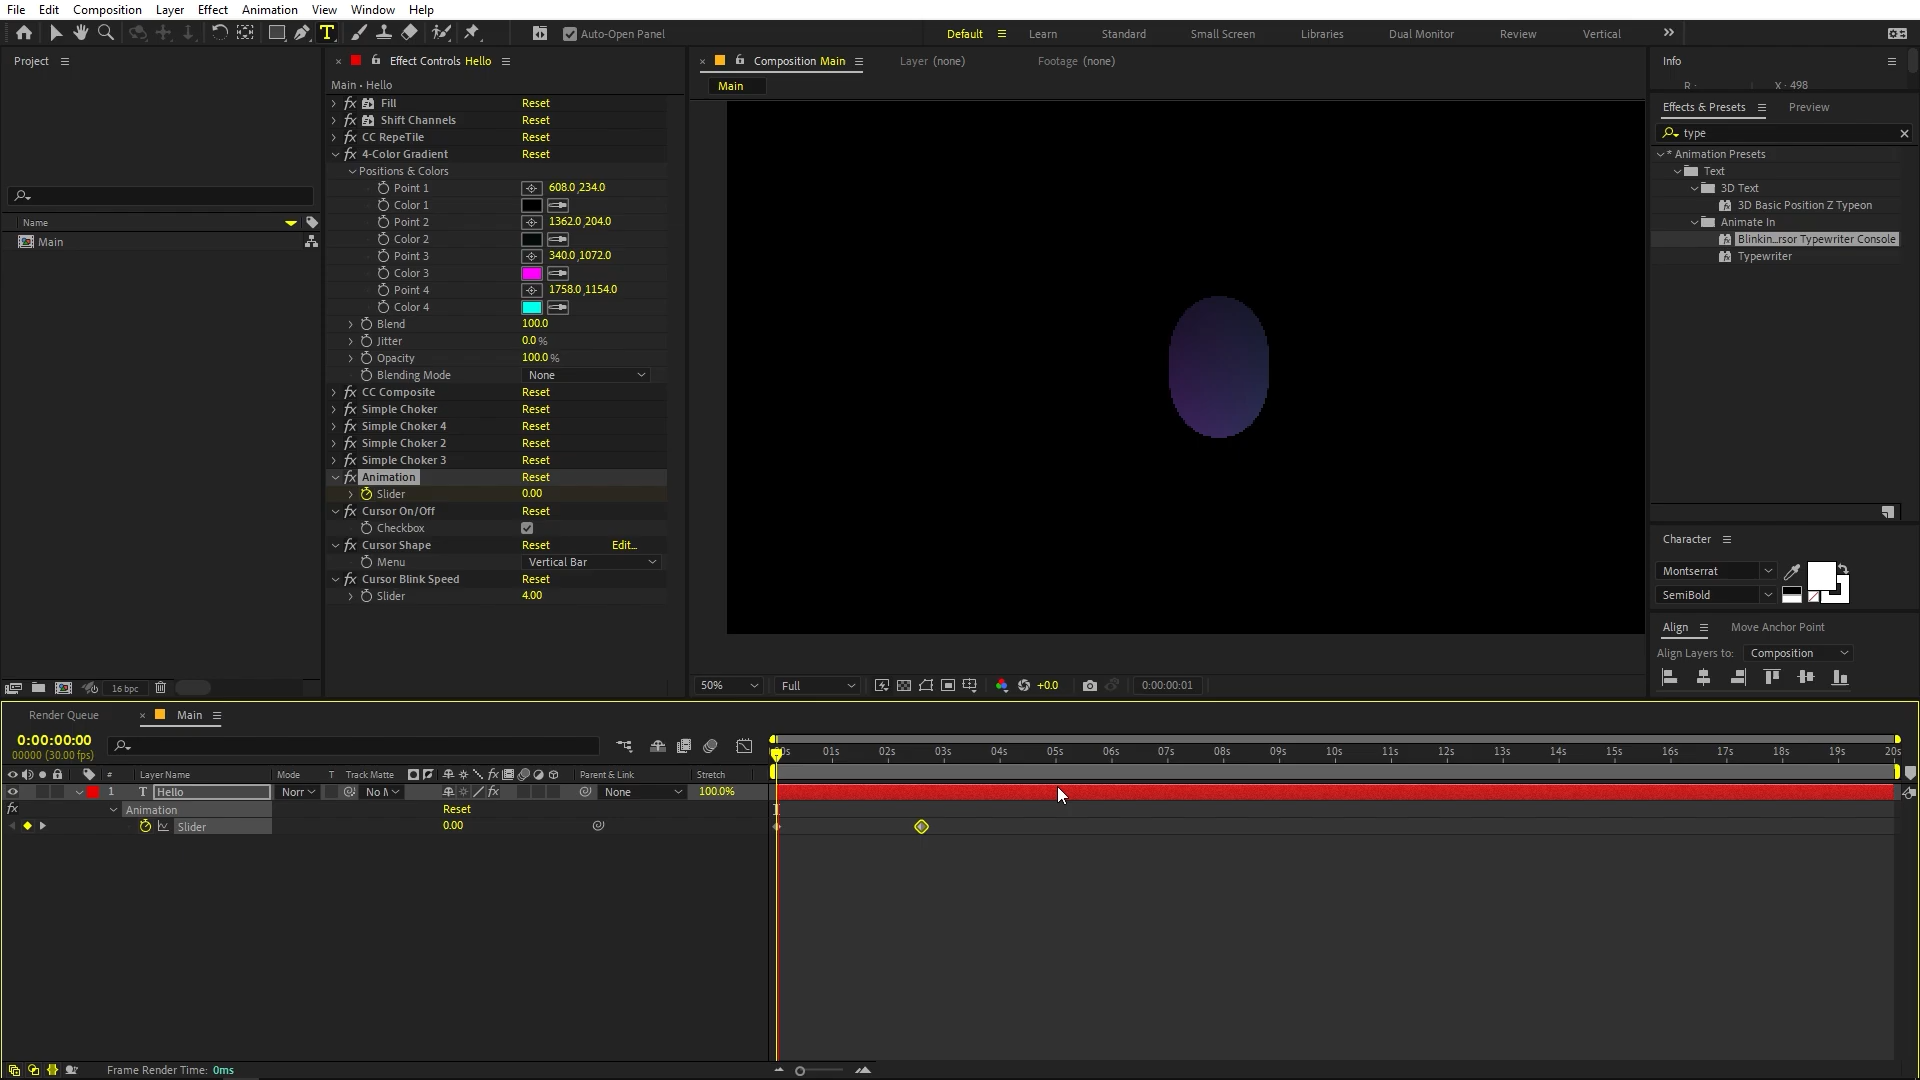 File Edit Composition Layer Effect Animation View Window Help
T Auto-Open Panel Default Learn Standard Small Screen Libraries Dual Monitor Review Vertical
Project
Name
Main
16 bpc
Effect Controls Hello
Main • Hello
fx Fill Reset
fx Shift Channels Reset
fx CC RepeTile Reset
fx 4-Color Gradient Reset
Positions & Colors
Point 1 608.0,234.0
Color 1
Point 2 1362.0,204.0
Color 2
Point 3 340.0,1072.0
Color 3
Point 4 1758.0,1154.0
Color 4
Blend 100.0
Jitter 0.0 %
Opacity 100.0 %
Blending Mode None
fx CC Composite Reset
fx Simple Choker Reset
fx Simple Choker 4 Reset
fx Simple Choker 2 Reset
fx Simple Choker 3 Reset
fx Animation Reset
Slider 0.00
fx Cursor On/Off Reset
Checkbox
fx Cursor Shape Reset Edit...
Menu Vertical Bar
fx Cursor Blink Speed Reset
Slider 4.00
Composition Main Layer (none) Footage (none)
Main
50% Full +0.0 0:00:00:01
Info
R : X : 498
Effects & Presets Preview
type
* Animation Presets
Text
3D Text
3D Basic Position Z Typeon
Animate In
Blinkin...rsor Typewriter Console
Typewriter
Character
Montserrat
SemiBold
Align Move Anchor Point
Align Layers to: Composition
Render Queue Main
0:00:00:00
00000 (30.00 fps)
# Layer Name Mode T Track Matte fx Parent & Link Stretch
1 T Hello Norr No M fx None 100.0%
fx Animation Reset
Slider 0.00
00s 01s 02s 03s 04s 05s 06s 07s 08s 09s 10s 11s 12s 13s 14s 15s 16s 17s 18s 19s 20s
Frame Render Time: 0ms